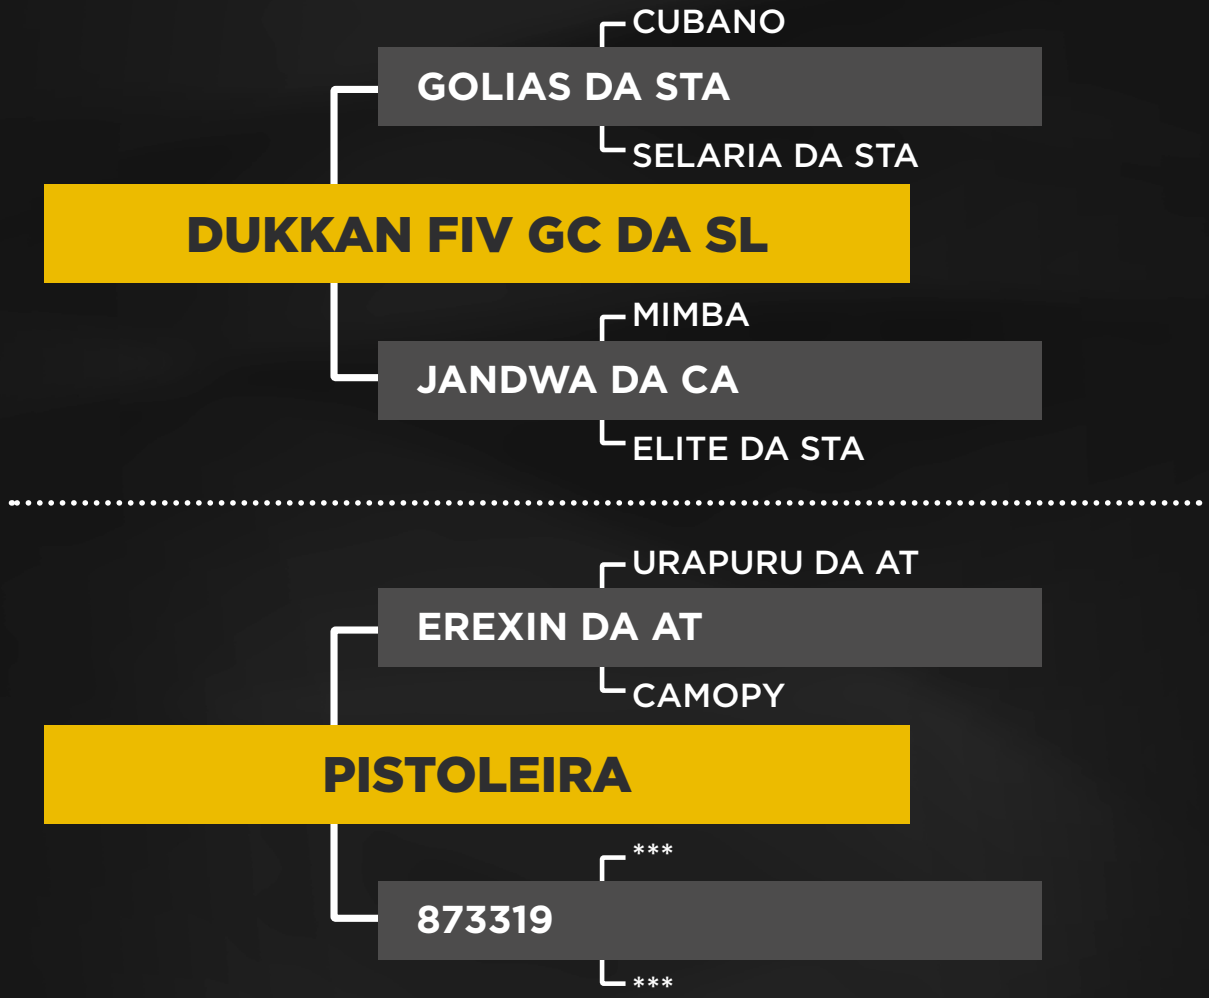 CUBANO
GOLIAS DA STA
SELARIA DA STA
DUKKAN FIV GC DA SL
MIMBA
JANDWA DA CA
ELITE DA STA
URAPURU DA AT
EREXIN DA AT
CAMOPY
PISTOLEIRA
***
873319
***